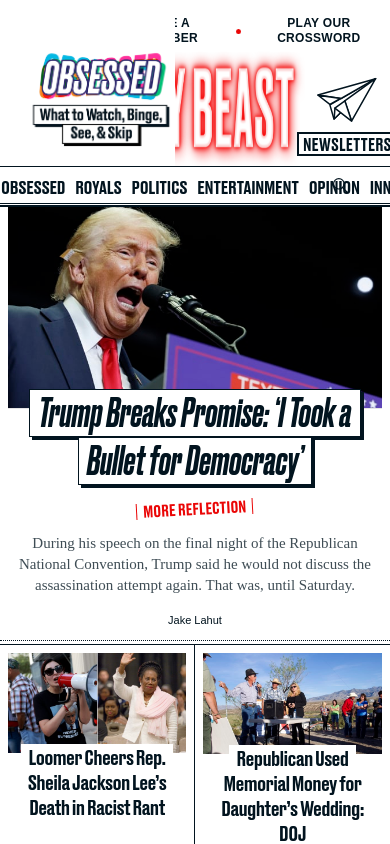 E A
BER
PLAY OUR
CROSSWORD
OBSESSED
What to Watch, Binge,
See, & Skip
Y BEAST
NEWSLETTERS
OBSESSED ROYALS POLITICS ENTERTAINMENT OPINION INN
Trump Breaks Promise: ‘I Took a
Bullet for Democracy’
MORE REFLECTION
During his speech on the final night of the Republican
National Convention, Trump said he would not discuss the
assassination attempt again. That was, until Saturday.
Jake Lahut
Loomer Cheers Rep.
Sheila Jackson Lee’s
Death in Racist Rant
Republican Used
Memorial Money for
Daughter’s Wedding:
DOJ